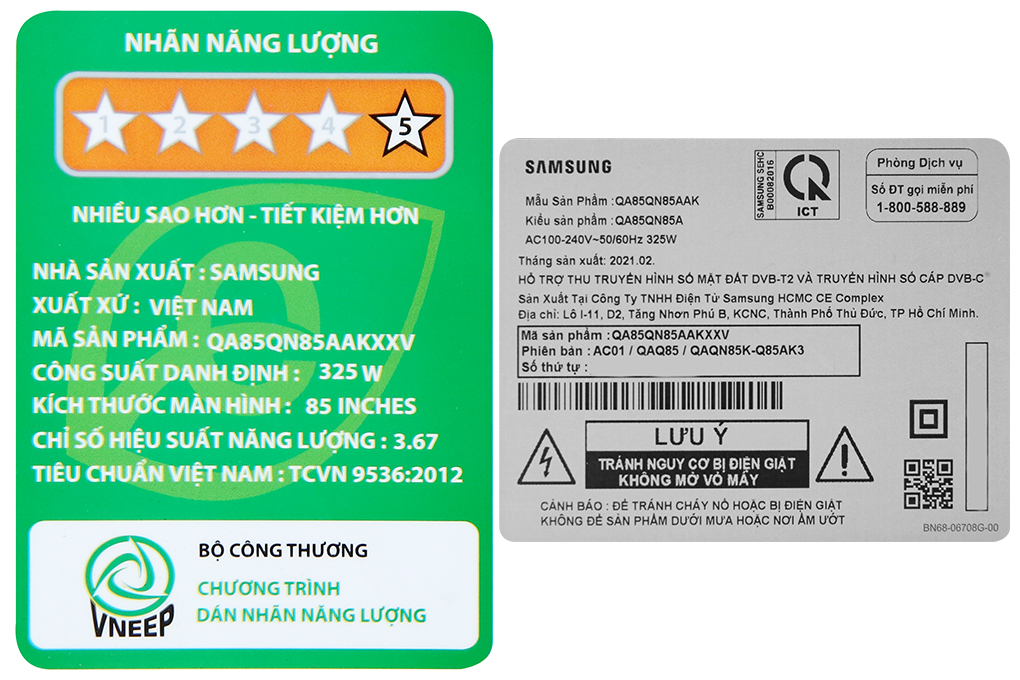 NHÃN NĂNG LƯỢNG
1 2 3 4 5
NHIỀU SAO HƠN - TIẾT KIỆM HƠN
NHÀ SẢN XUẤT : SAMSUNG
XUẤT XỨ : VIỆT NAM
MÃ SẢN PHẨM : QA85QN85AAKXXV
CÔNG SUẤT DANH ĐỊNH : 325 W
KÍCH THƯỚC MÀN HÌNH : 85 INCHES
CHỈ SỐ HIỆU SUẤT NĂNG LƯỢNG : 3.67
TIÊU CHUẨN VIỆT NAM : TCVN 9536:2012
VNEEP
BỘ CÔNG THƯƠNG
CHƯƠNG TRÌNH
DÁN NHÃN NĂNG LƯỢNG
SAMSUNG
Mẫu Sản Phẩm : QA85QN85AAK
Kiểu sản phẩm : QA85QN85A
AC100-240V~50/60Hz 325W
Tháng sản xuất: 2021.02.
SAMSUNG SEHC
B00082016
ICT
Phòng Dịch vụ
Số ĐT gọi miễn phí
1-800-588-889
HỖ TRỢ THU TRUYỀN HÌNH SỐ MẶT ĐẤT DVB-T2 VÀ TRUYỀN HÌNH SỐ CÁP DVB-C
Sản Xuất Tại Công Ty TNHH Điện Tử Samsung HCMC CE Complex
Địa chỉ: Lô I-11, D2, Tăng Nhơn Phú B, KCNC, Thành Phố Thủ Đức, TP Hồ Chí Minh.
Mã sản phẩm : QA85QN85AAKXXV
Phiên bản : AC01 / QAQ85 / QAQN85K-Q85AK3
Số thứ tự :
LƯU Ý
TRÁNH NGUY CƠ BỊ ĐIỆN GIẬT
KHÔNG MỞ VỎ MÁY
CẢNH BÁO : ĐỂ TRÁNH CHÁY NỔ HOẶC BỊ ĐIỆN GIẬT
KHÔNG ĐỂ SẢN PHẨM DƯỚI MƯA HOẶC NƠI ẨM ƯỚT
BN68-06708G-00